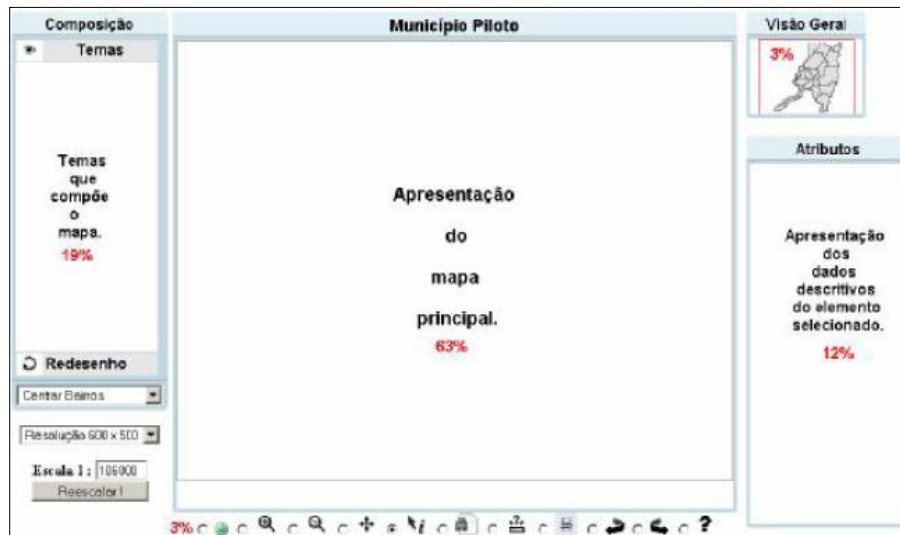 Composição
Temas
Temas
que
compõe
o
mapa.
19%
Redesenho
Centrar Bairros
Resolução 600 x 500
Escala 1: 106000
Reescalar!
Município Piloto
Apresentação
do
mapa
principal.
63%
3%
i
?
Visão Geral
3%
Atributos
Apresentação
dos
dados
descritivos
do elemento
selecionado.
12%